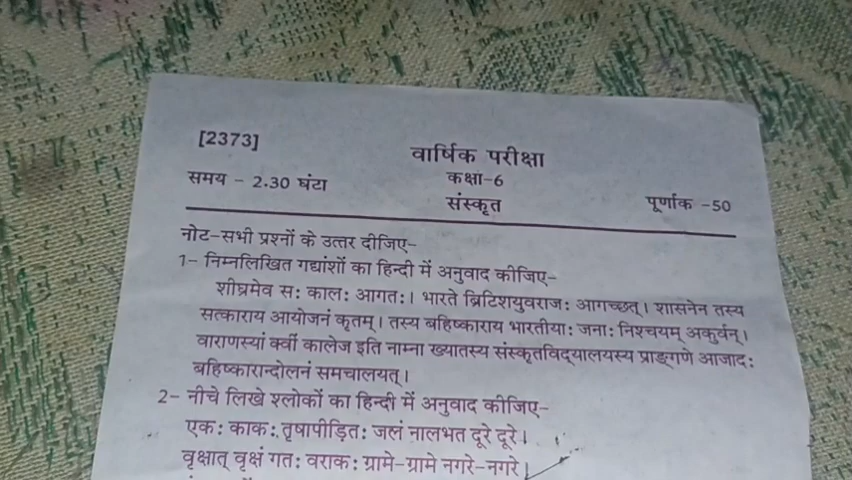 [2373]
वार्षिक परीक्षा
कक्षा-6
समय - 2.30 घंटा
संस्कृत
पूर्णाक -50
नोट-सभी प्रश्नों के उत्तर दीजिए-
1- निम्नलिखित गद्यांशों का हिन्दी में अनुवाद कीजिए-
शीघ्रमेव सः कालः आगतः। भारते ब्रिटिशयुवराजः आगच्छत्। शासनेन तस्य
सत्काराय आयोजनं कृतम्। तस्य बहिष्काराय भारतीयाः जनाः निश्चयम् अकुर्वन्।
वाराणस्यां क्वीं कालेज इति नाम्ना ख्यातस्य संस्कृतविद्यालयस्य प्राङ्गणे आजादः
बहिष्कारान्दोलनं समचालयत्।
2- नीचे लिखे श्लोकों का हिन्दी में अनुवाद कीजिए-
एकः काकः तृषापीड़ितः जलं नालभत दूरे दूरे।
वृक्षात् वृक्षं गतः वराकः ग्रामे-ग्रामे नगरे-नगरे।